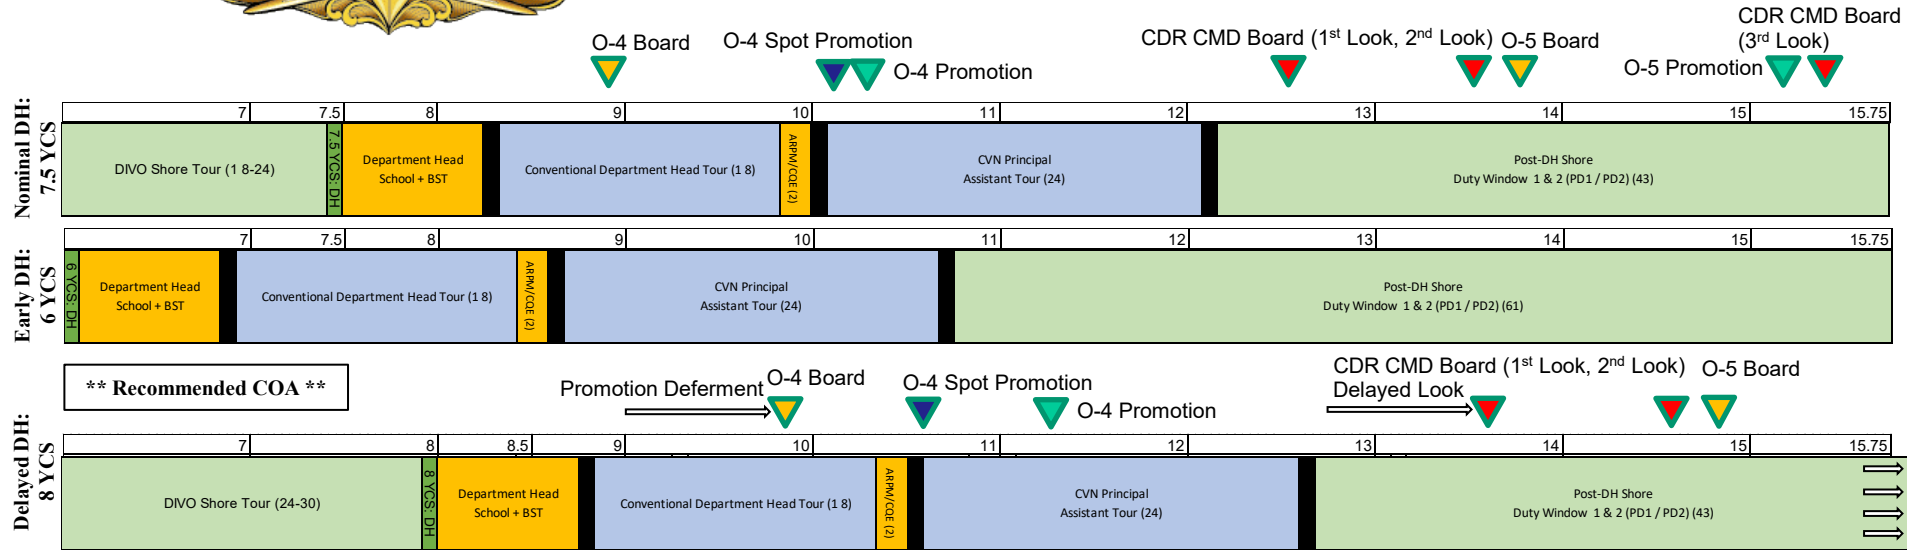 CDR CMD Board
(3rd Look)
O-4 Board
O-4 Spot Promotion
O-4 Promotion
CDR CMD Board (1st Look, 2nd Look)
O-5 Board
O-5 Promotion
Nominal DH:
7.5 YCS
7 7.5 8 9 10 11 12 13 14 15 15.75
DIVO Shore Tour (1 8-24)
7.5 YCS: DH
Department Head
School + BST
Conventional Department Head Tour (1 8)
ARPM/CQE (2)
CVN Principal
Assistant Tour (24)
Post-DH Shore
Duty Window 1 & 2 (PD1 / PD2) (43)
Early DH:
6 YCS
7 7.5 8 9 10 11 12 13 14 15 15.75
6 YCS: DH
Department Head
School + BST
Conventional Department Head Tour (1 8)
ARPM/CQE (2)
CVN Principal
Assistant Tour (24)
Post-DH Shore
Duty Window 1 & 2 (PD1 / PD2) (61)
** Recommended COA **
Promotion Deferment
O-4 Board
O-4 Spot Promotion
O-4 Promotion
CDR CMD Board (1st Look, 2nd Look)
Delayed Look
O-5 Board
Delayed DH:
8 YCS
7 8 8.5 9 10 11 12 13 14 15 15.75
DIVO Shore Tour (24-30)
8 YCS: DH
Department Head
School + BST
Conventional Department Head Tour (1 8)
ARPM/CQE (2)
CVN Principal
Assistant Tour (24)
Post-DH Shore
Duty Window 1 & 2 (PD1 / PD2) (43)